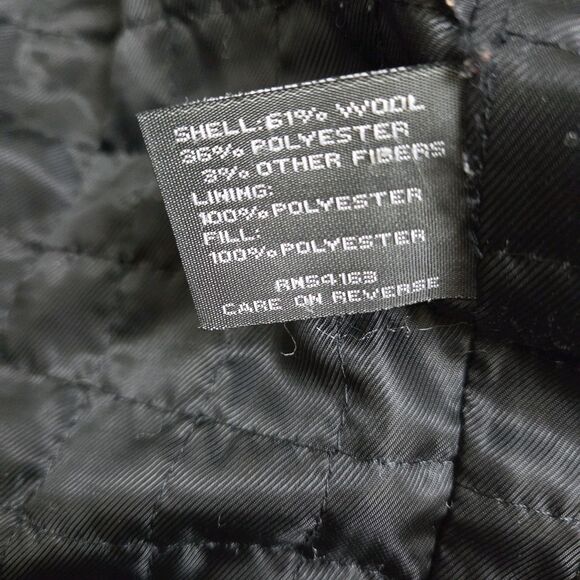 SHELL: 61% WOOL
36% POLYESTER
3% OTHER FIBERS
LINING:
100% POLYESTER
FILL:
100% POLYESTER
RN54163
CARE ON REVERSE